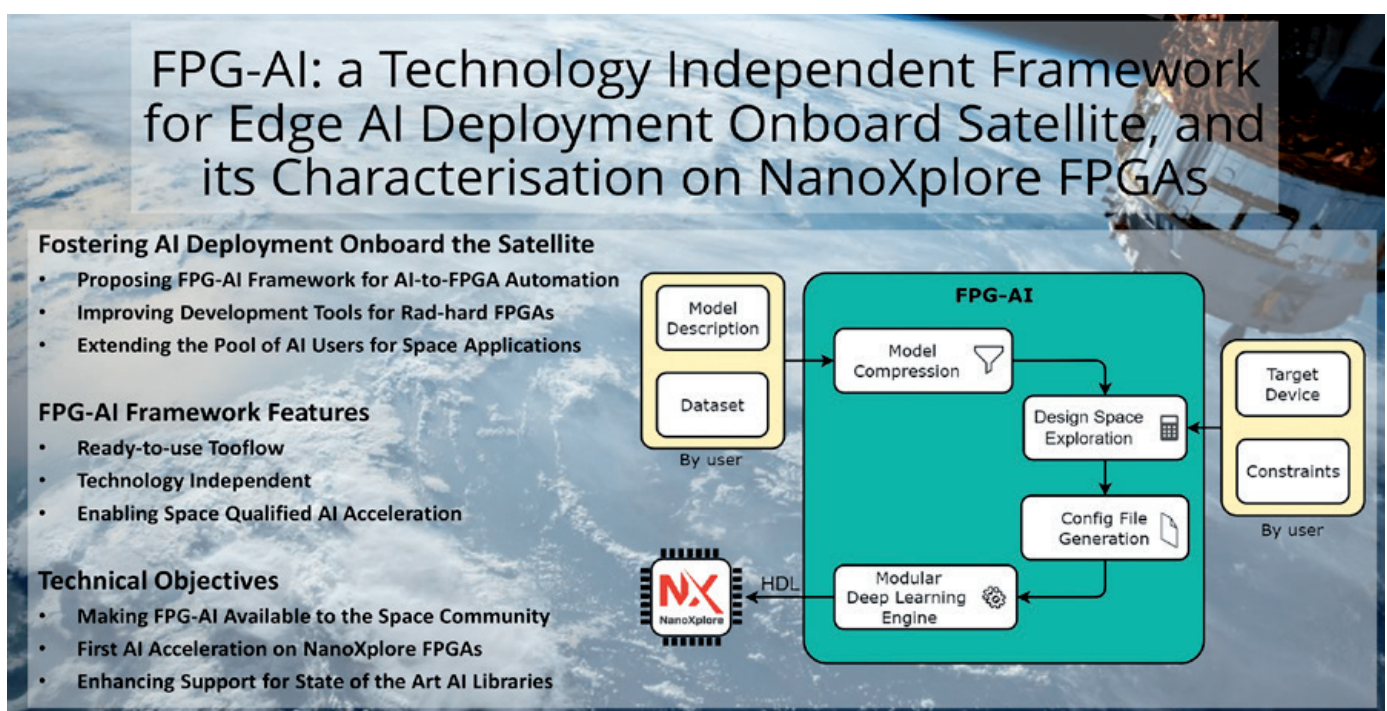 FPG-AI: a Technology Independent Framework
for Edge AI Deployment Onboard Satellite, and
its Characterisation on NanoXplore FPGAs
Fostering AI Deployment Onboard the Satellite
• Proposing FPG-AI Framework for AI-to-FPGA Automation
• Improving Development Tools for Rad-hard FPGAs
• Extending the Pool of AI Users for Space Applications
FPG-AI Framework Features
• Ready-to-use Tooflow
• Technology Independent
• Enabling Space Qualified AI Acceleration
Technical Objectives
• Making FPG-AI Available to the Space Community
• First AI Acceleration on NanoXplore FPGAs
• Enhancing Support for State of the Art AI Libraries
Model
Description
Dataset
By user
FPG-AI
Model
Compression
Design Space
Exploration
Config File
Generation
Modular
Deep Learning
Engine
Target
Device
Constraints
By user
HDL
NX
NanoXplore